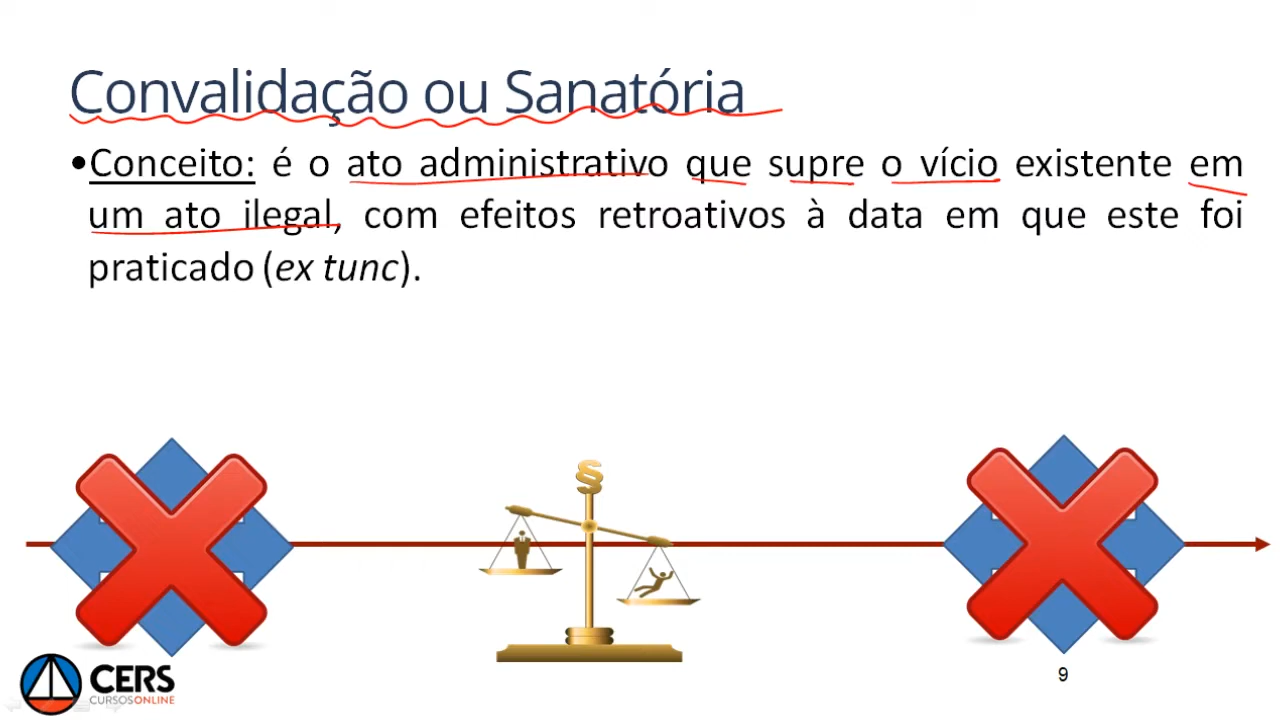 Convalidação ou Sanatória
•Conceito: é o ato administrativo que supre o vício existente em
um ato ilegal, com efeitos retroativos à data em que este foi
praticado (ex tunc).
§
CERS
CURSOSONLINE
9